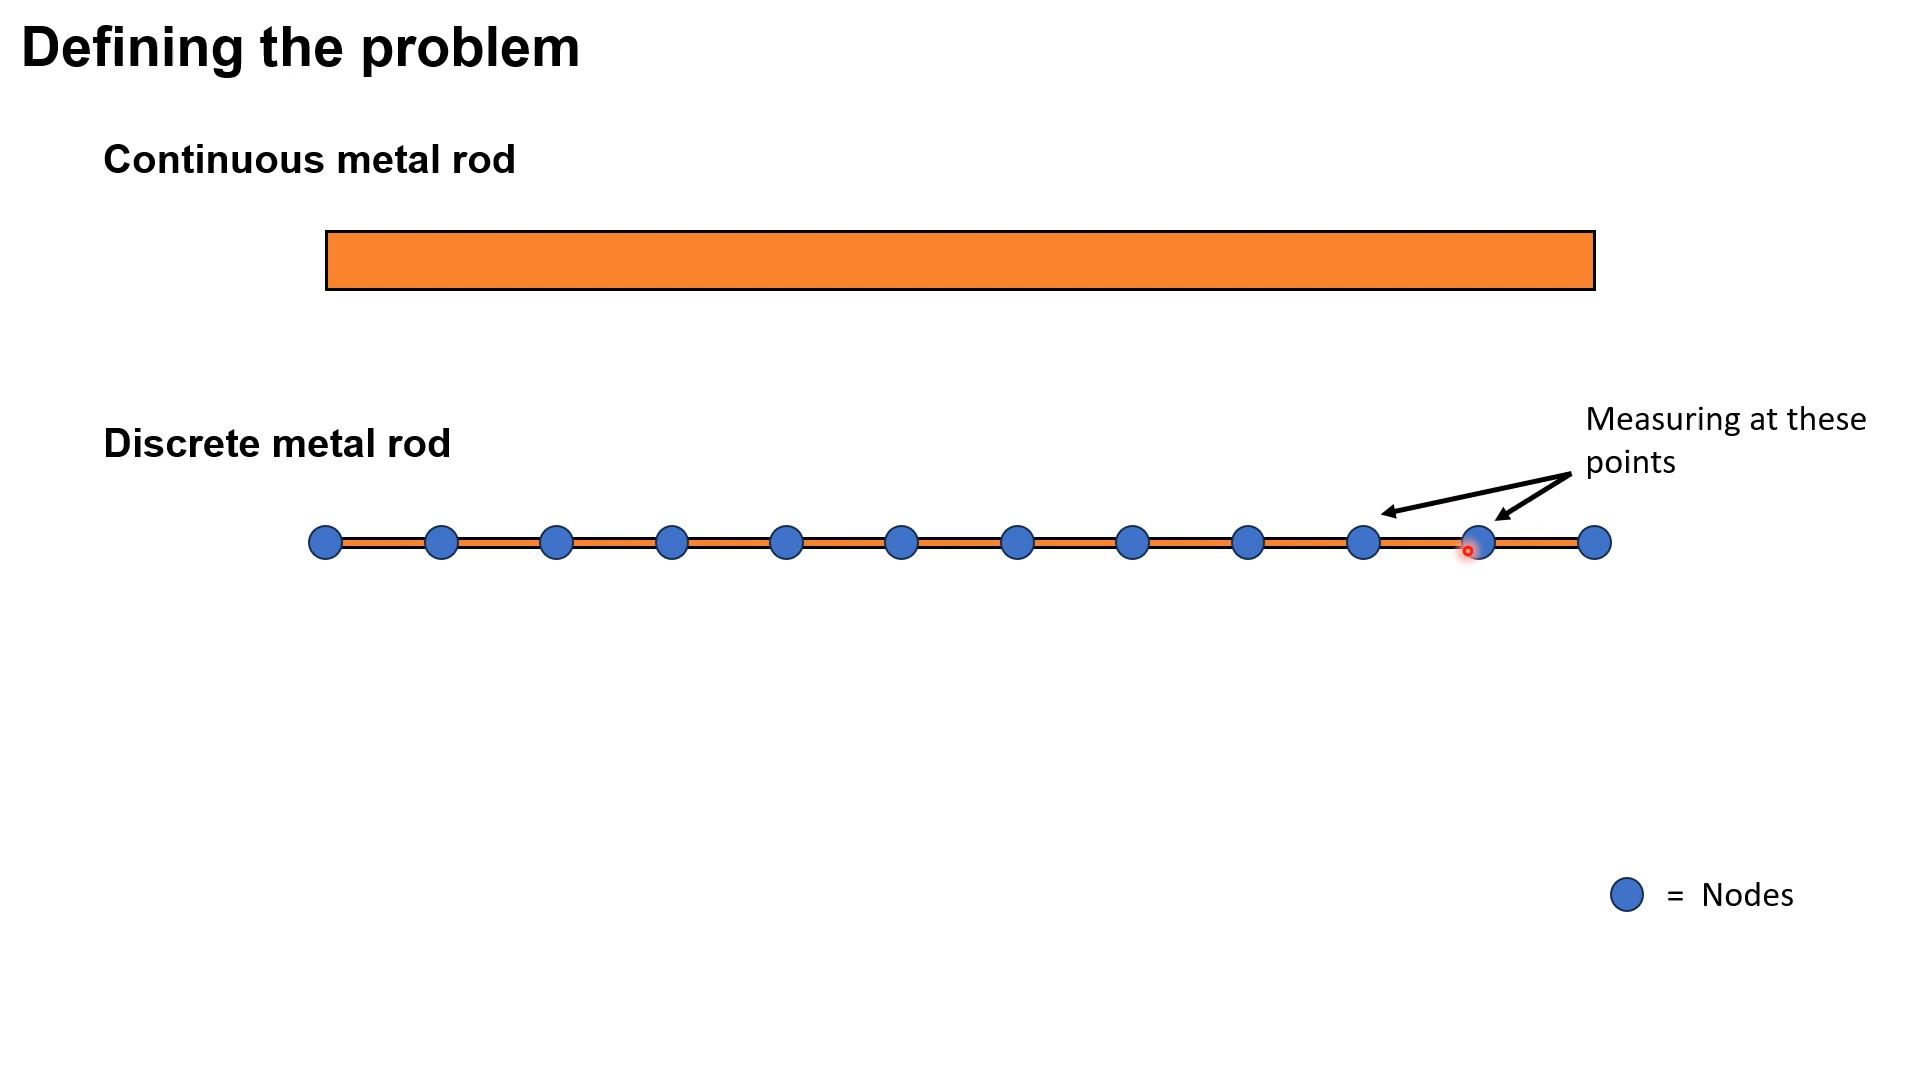 Defining the problem
Continuous metal rod
Discrete metal rod
Measuring at these
points
= Nodes